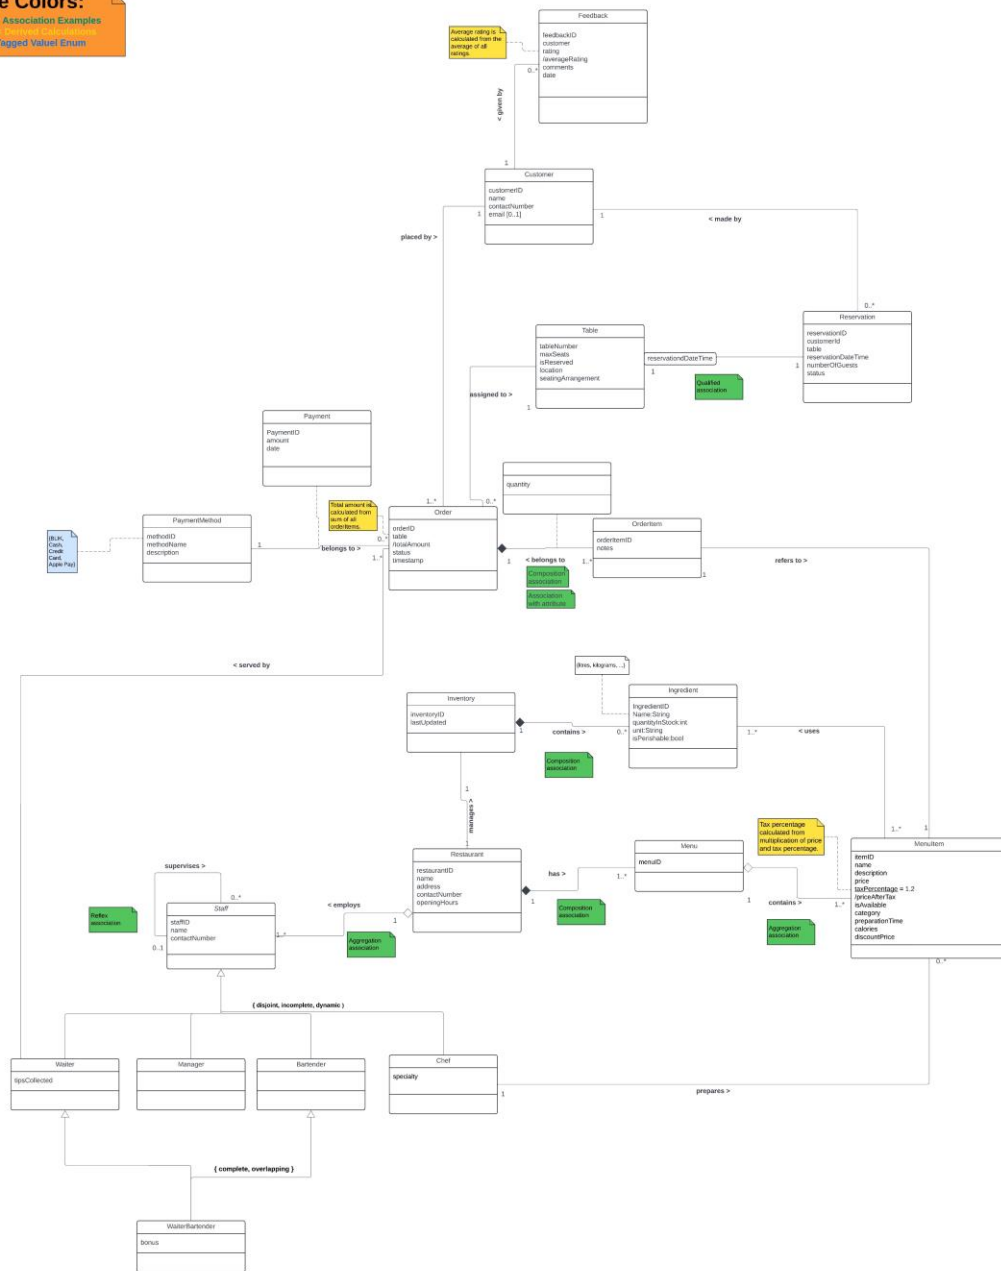 e Colors:
Association Examples
Derived Calculations
Tagged Valuel Enum
Feedback
feedbackID
customer
rating
/averageRating
comments
date
Average rating is
calculated from the
average of all
ratings.
0..*
< given by
1
Customer
customerID
name
contactNumber
email [0..1]
1
1
placed by >
< made by
0..*
Reservation
reservationID
customerId
table
reservationDateTime
numberOfGuests
status
Table
tableNumber
maxSeats
isReserved
location
seatingArrangement
reservationdDateTime
1
1
Qualified
association
assigned to >
1
Payment
PaymentID
amount
date
quantity
1..*
0..*
Total amount is
calculated from
sum of all
orderItems.
Order
orderID
table
/totalAmount
status
timestamp
PaymentMethod
methodID
methodName
description
{BLIK,
Cash,
Credit
Card,
Apple Pay}
1
belongs to >
0..*
1..*
OrderItem
orderItemID
notes
1
< belongs to
1..*
1
refers to >
Composition
association
Association
with attribute
< served by
{litres, kilograms, ...}
Ingredient
IngredientID
Name:String
quantityInStock:int
unit:String
isPerishable:bool
Inventory
inventoryID
lastUpdated
1
contains >
0..*
1..*
< uses
Composition
association
1
manages >
1
Restaurant
restaurantID
name
address
contactNumber
openingHours
Menu
menuID
Tax percentage
calculated from
multiplication of price
and tax percentage.
1..*
1
MenuItem
itemID
name
description
price
taxPercentage = 1.2
/priceAfterTax
isAvailable
category
preparationTime
calories
discountPrice
has >
1
1..*
Composition
association
1
contains >
1..*
Aggregation
association
supervises >
0..*
Staff
staffID
name
contactNumber
0..1
Reflex
association
< employs
1..*
1
Aggregation
association
0..*
{ disjoint, incomplete, dynamic }
Waiter
tipsCollected
Manager
Bartender
Chef
specialty
1
prepares >
{ complete, overlapping }
WaiterBartender
bonus